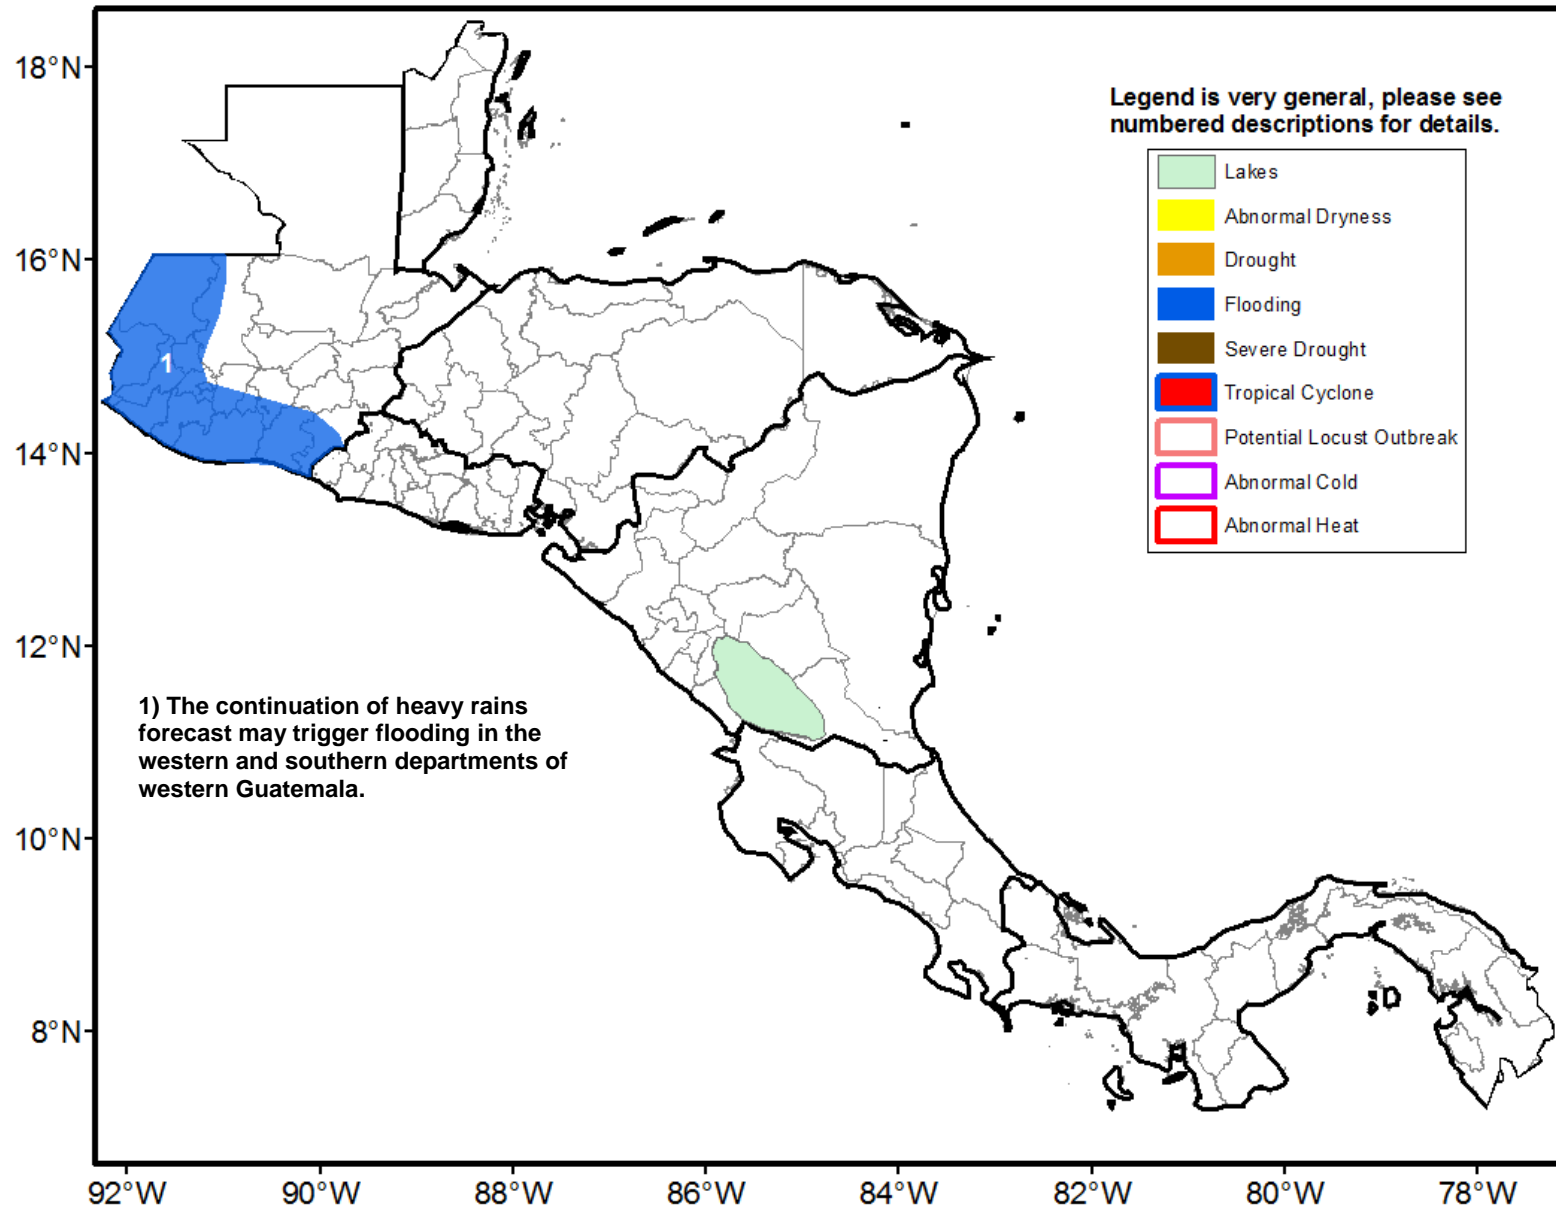 18°N
16°N
14°N
12°N
10°N
8°N
Legend is very general, please see
numbered descriptions for details.
Lakes
Abnormal Dryness
Drought
Flooding
Severe Drought
Tropical Cyclone
Potential Locust Outbreak
Abnormal Cold
Abnormal Heat
1
1) The continuation of heavy rains
forecast may trigger flooding in the
western and southern departments of
western Guatemala.
92°W
90°W
88°W
86°W
84°W
82°W
80°W
78°W